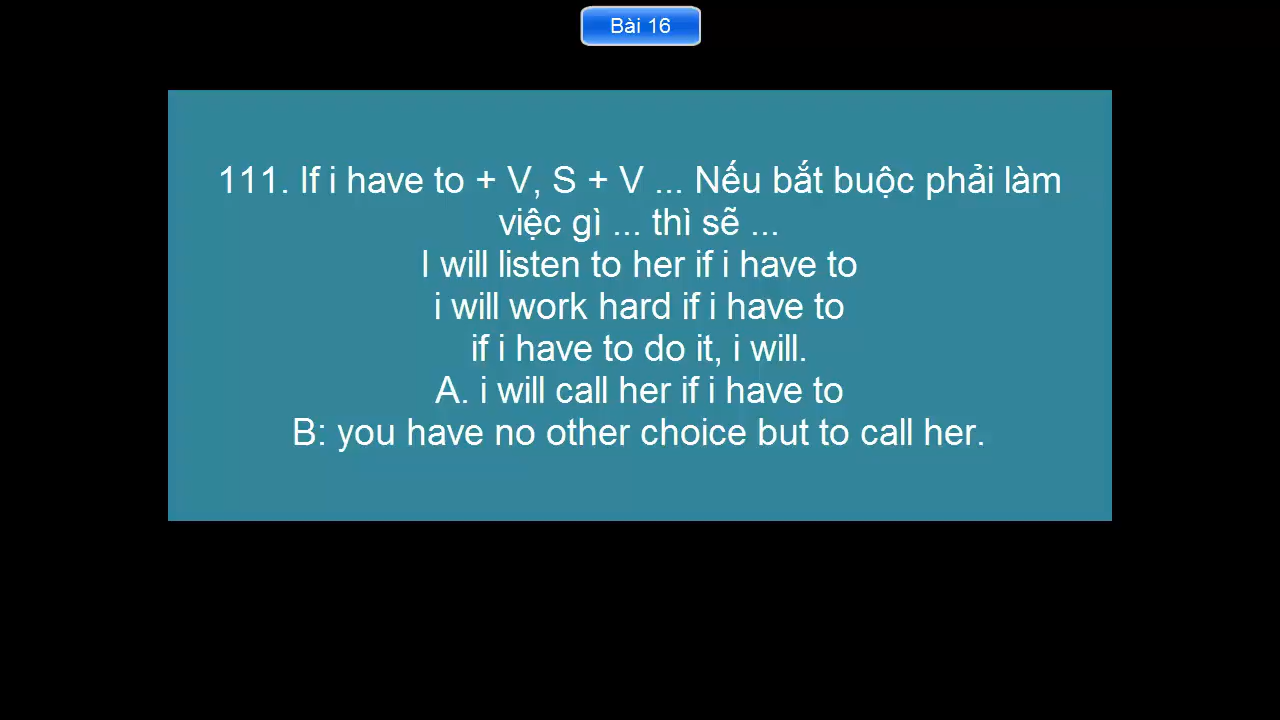 Bài 16
111. If i have to + V, S + V ... Nếu bắt buộc phải làm
việc gì ... thì sẽ ...
I will listen to her if i have to
i will work hard if i have to
if i have to do it, i will.
A. i will call her if i have to
B: you have no other choice but to call her.